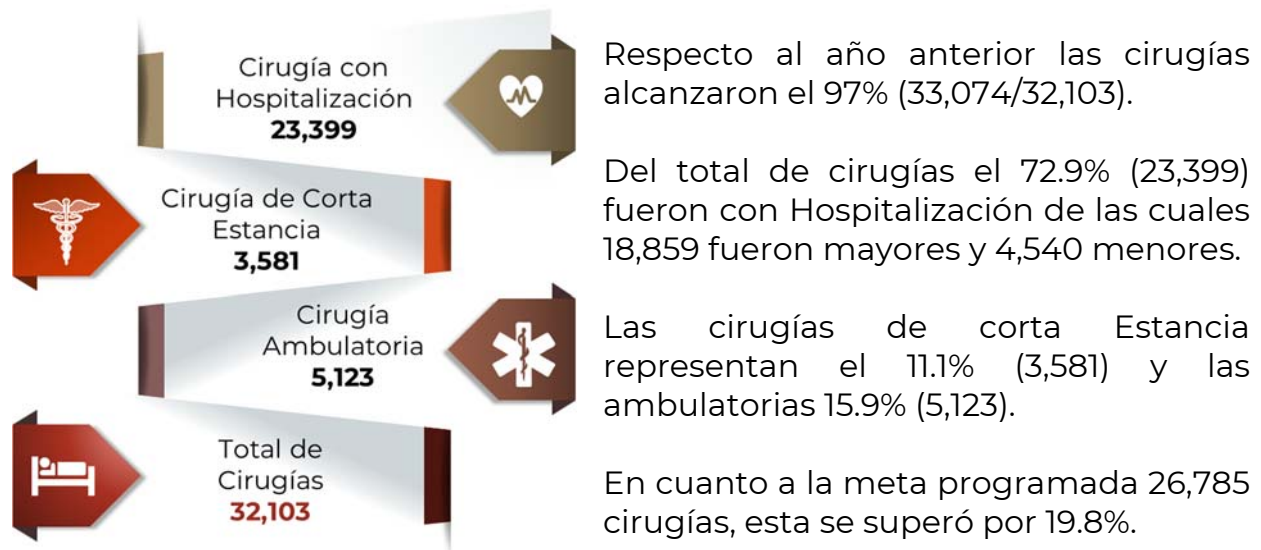 Cirugía con
Hospitalización
23,399
Cirugía de Corta
Estancia
3,581
Cirugía
Ambulatoria
5,123
Total de
Cirugías
32,103
Respecto al año anterior las cirugías
alcanzaron el 97% (33,074/32,103).
Del total de cirugías el 72.9% (23,399)
fueron con Hospitalización de las cuales
18,859 fueron mayores y 4,540 menores.
Las cirugías de corta Estancia
representan el 11.1% (3,581) y las
ambulatorias 15.9% (5,123).
En cuanto a la meta programada 26,785
cirugías, esta se superó por 19.8%.